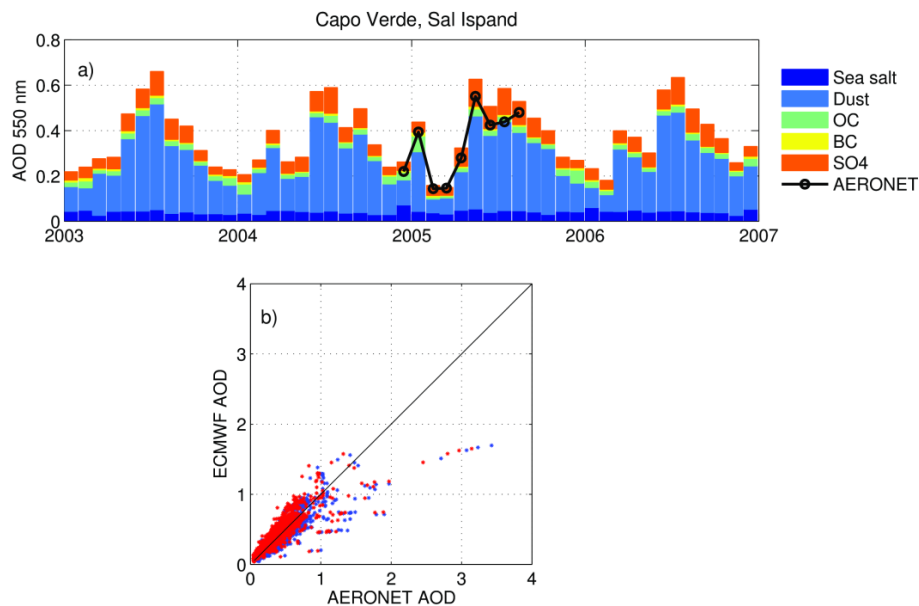 Capo Verde, Sal Ispand
a)
AOD 550 nm
0.8
0.6
0.4
0.2
0
2003 2004 2005 2006 2007
Sea salt
Dust
OC
BC
SO4
AERONET
b)
ECMWF AOD
4
3
2
1
0
0 1 2 3 4
AERONET AOD